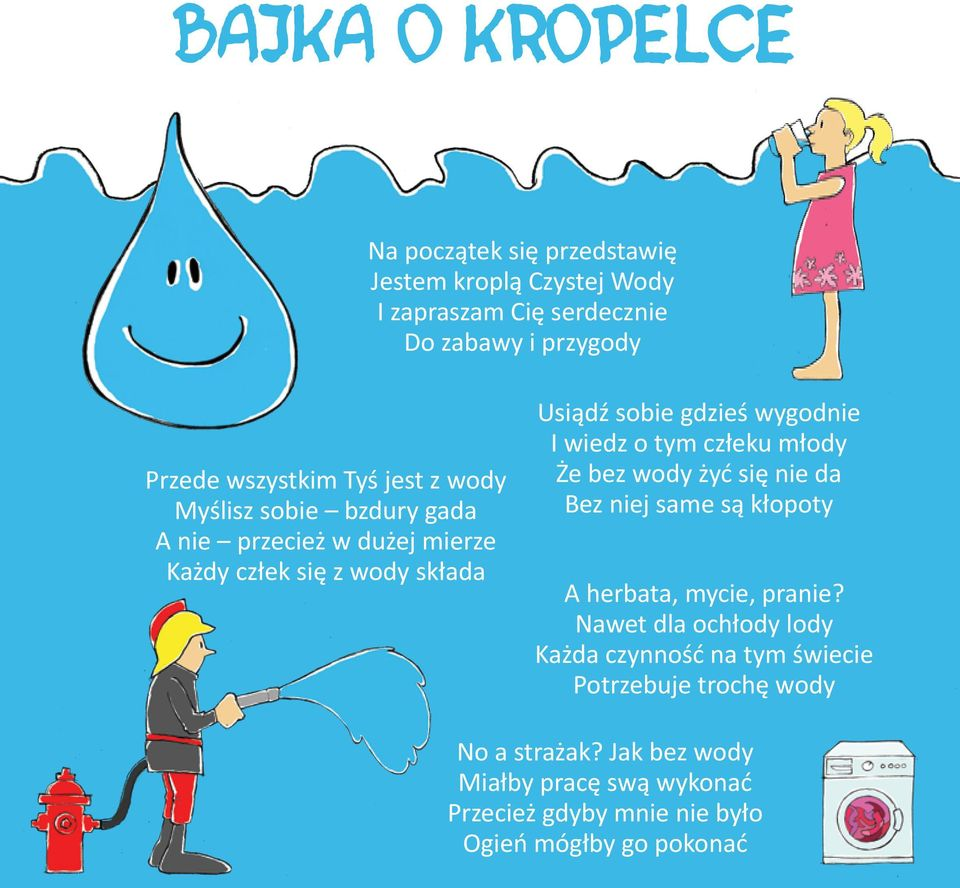 BAJKA O KROPELCE
Na początek się przedstawię
Jestem kroplą Czystej Wody
I zapraszam Cię serdecznie
Do zabawy i przygody
Usiądź sobie gdzieś wygodnie
I wiedz o tym człeku młody
Że bez wody żyć się nie da
Bez niej same są kłopoty
Przede wszystkim Tyś jest z wody
Myślisz sobie – bzdury gada
A nie – przecież w dużej mierze
Każdy człek się z wody składa
A herbata, mycie, pranie?
Nawet dla ochłody lody
Każda czynność na tym świecie
Potrzebuje trochę wody
No a strażak? Jak bez wody
Miałby pracę swą wykonać
Przecież gdyby mnie nie było
Ogień mógłby go pokonać